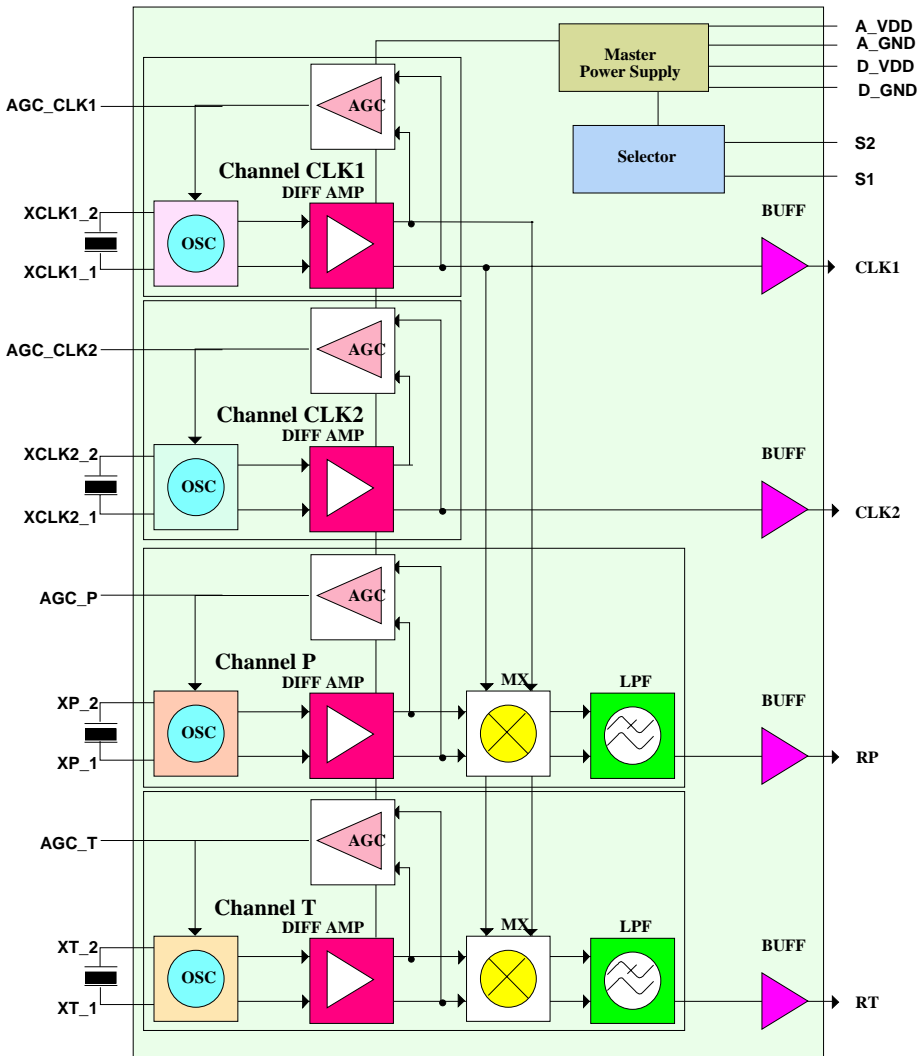 A_VDD
A_GND
D_VDD
D_GND
Master
Power Supply
S2
S1
Selector
AGC_CLK1
AGC
Channel CLK1
DIFF AMP
XCLK1_2
XCLK1_1
OSC
BUFF
CLK1
AGC_CLK2
AGC
Channel CLK2
DIFF AMP
XCLK2_2
XCLK2_1
OSC
BUFF
CLK2
AGC_P
AGC
Channel P
DIFF AMP
MX
LPF
BUFF
XP_2
XP_1
OSC
RP
AGC_T
AGC
Channel T
DIFF AMP
MX
LPF
BUFF
XT_2
XT_1
OSC
RT